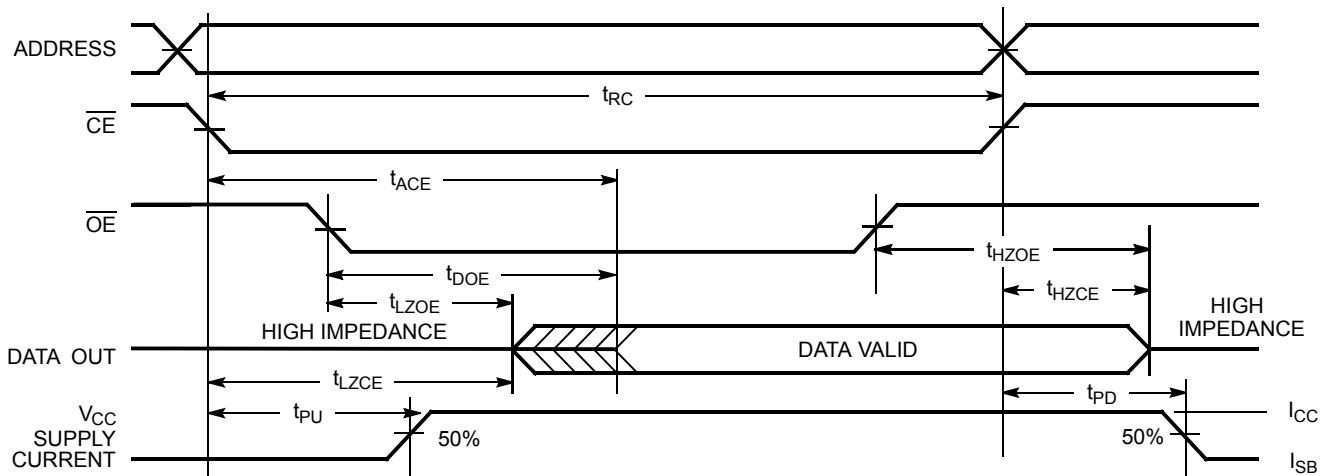 ADDRESS
tRC
CE
tACE
OE
tHZOE
tDOE
tHZCE
tLZOE
HIGH IMPEDANCE
HIGH
IMPEDANCE
DATA OUT
DATA VALID
tLZCE
tPU
tPD
VCC
SUPPLY
CURRENT
50%
50%
ICC
ISB